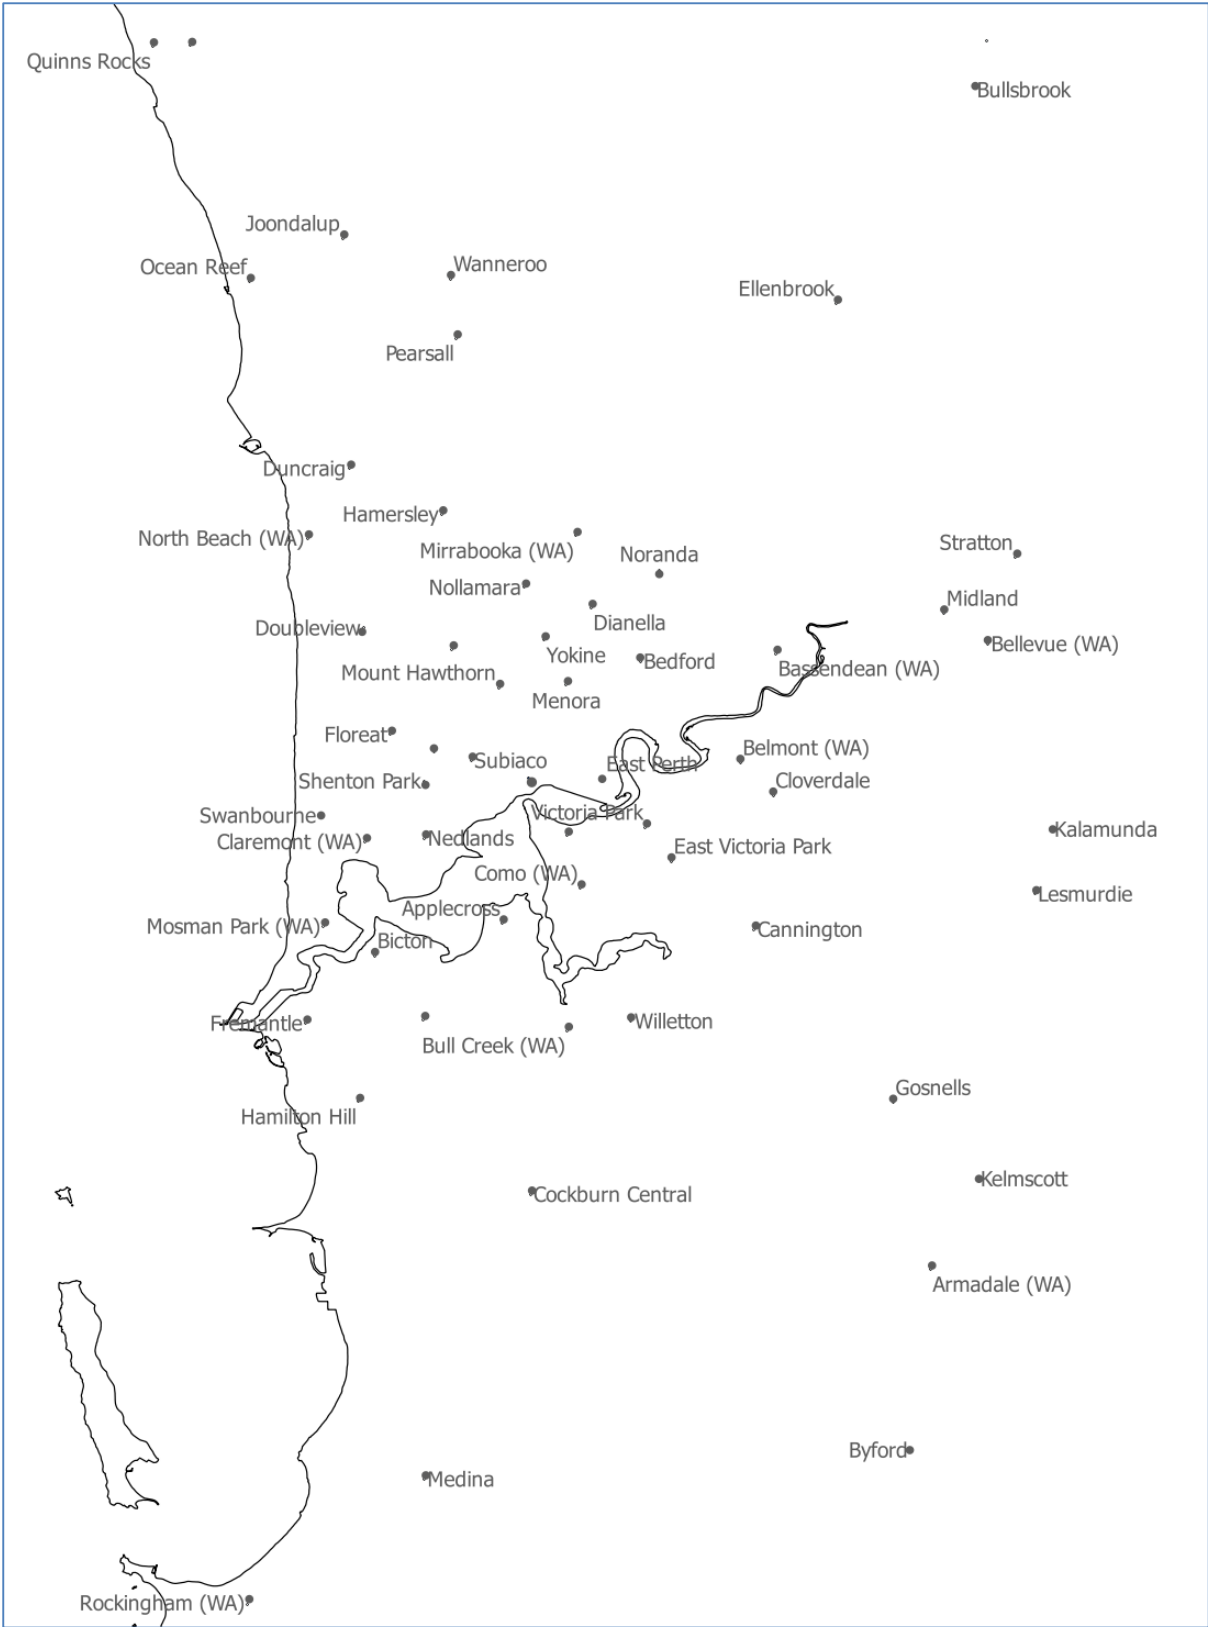 Quinns Rocks
Bullsbrook
Joondalup
Ocean Reef
Wanneroo
Ellenbrook
Pearsall
Duncraig
Hamersley
North Beach (WA)
Mirrabooka (WA)
Noranda
Stratton
Nollamara
Midland
Dianella
Doubleview
Bellevue (WA)
Yokine
Bedford
Bassendean (WA)
Mount Hawthorn
Menora
Floreat
Belmont (WA)
Subiaco
East Perth
Shenton Park
Cloverdale
Swanbourne
Victoria Park
Kalamunda
Claremont (WA)
Nedlands
East Victoria Park
Como (WA)
Lesmurdie
Applecross
Mosman Park (WA)
Cannington
Bicton
Fremantle
Willetton
Bull Creek (WA)
Gosnells
Hamilton Hill
Kelmscott
Cockburn Central
Armadale (WA)
Byford
Medina
Rockingham (WA)